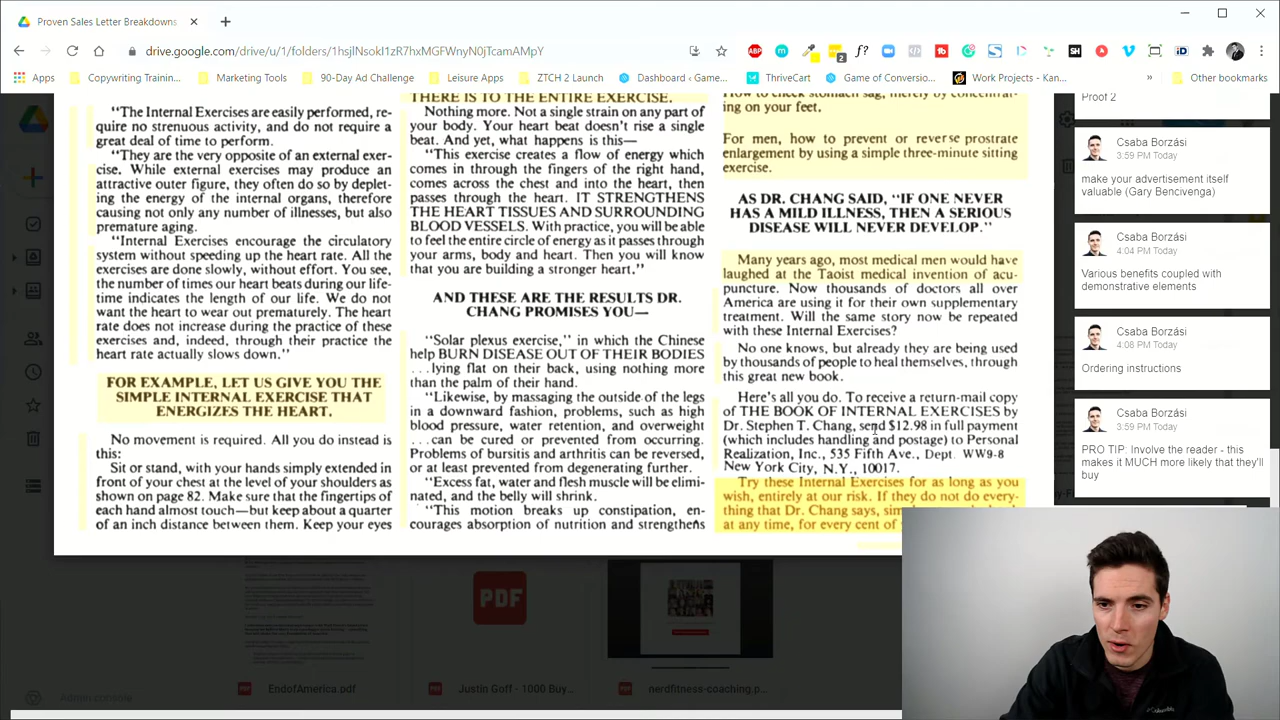 Proven Sales Letter Breakdowns
drive.google.com/drive/u/1/folders/1hsjlNsokI1zR7hxMGFWnyN0jTcamAMpY
Apps
Copywriting Trainin...
Marketing Tools
90-Day Ad Challenge
Leisure Apps
ZTCH 2 Launch
Dashboard ‹ Game...
ThriveCart
Game of Conversio...
Work Projects - Kan...
Other bookmarks
"The Internal Exercises are easily performed, re-
quire no strenuous activity, and do not require a
great deal of time to perform.
"They are the very opposite of an external exer-
cise. While external exercises may produce an
attractive outer figure, they often do so by deplet-
ing the energy of the internal organs, therefore
causing not only any number of illnesses, but also
premature aging.
"Internal Exercises encourage the circulatory
system without speeding up the heart rate. All the
exercises are done slowly, without effort. You see,
the number of times our heart beats during our life-
time indicates the length of our life. We do not
want the heart to wear out prematurely. The heart
rate does not increase during the practice of these
exercises and, indeed, through their practice the
heart rate actually slows down."
FOR EXAMPLE, LET US GIVE YOU THE
SIMPLE INTERNAL EXERCISE THAT
ENERGIZES THE HEART.
No movement is required. All you do instead is
this:
Sit or stand, with your hands simply extended in
front of your chest at the level of your shoulders as
shown on page 82. Make sure that the fingertips of
each hand almost touch—but keep about a quarter
of an inch distance between them. Keep your eyes
THERE IS TO THE ENTIRE EXERCISE.
Nothing more. Not a single strain on any part of
your body. Your heart beat doesn't rise a single
beat. And yet, what happens is this—
"This exercise creates a flow of energy which
comes in through the fingers of the right hand,
comes across the chest and into the heart, then
passes through the heart. IT STRENGTHENS
THE HEART TISSUES AND SURROUNDING
BLOOD VESSELS. With practice, you will be able
to feel the entire circle of energy as it passes through
your arms, body and heart. Then you will know
that you are building a stronger heart."
AND THESE ARE THE RESULTS DR.
CHANG PROMISES YOU—
"Solar plexus exercise," in which the Chinese
help BURN DISEASE OUT OF THEIR BODIES
...lying flat on their back, using nothing more
than the palm of their hand.
"Likewise, by massaging the outside of the legs
in a downward fashion, problems, such as high
blood pressure, water retention, and overweight
...can be cured or prevented from occurring.
Problems of bursitis and arthritis can be reversed,
or at least prevented from degenerating further.
"Excess fat, water and flesh muscle will be elimi-
nated, and the belly will shrink.
"This motion breaks up constipation, en-
courages absorption of nutrition and strengthens
How to check stomach sag, merely by concentrat-
ing on your feet.
For men, how to prevent or reverse prostrate
enlargement by using a simple three-minute sitting
exercise.
AS DR. CHANG SAID, "IF ONE NEVER
HAS A MILD ILLNESS, THEN A SERIOUS
DISEASE WILL NEVER DEVELOP."
Many years ago, most medical men would have
laughed at the Taoist medical invention of acu-
puncture. Now thousands of doctors all over
America are using it for their own supplementary
treatment. Will the same story now be repeated
with these Internal Exercises?
No one knows, but already they are being used
by thousands of people to heal themselves, through
this great new book.
Here's all you do. To receive a return-mail copy
of THE BOOK OF INTERNAL EXERCISES by
Dr. Stephen T. Chang, send $12.98 in full payment
(which includes handling and postage) to Personal
Realization, Inc., 535 Fifth Ave., Dept. WW9-8
New York City, N.Y., 10017.
Try these Internal Exercises for as long as you
wish, entirely at our risk. If they do not do every-
thing that Dr. Chang says,
at any time, for every cent of
Proof 2
Csaba Borzási
3:59 PM Today
make your advertisement itself
valuable (Gary Bencivenga)
Csaba Borzási
4:04 PM Today
Various benefits coupled with
demonstrative elements
Csaba Borzási
4:08 PM Today
Ordering instructions
Csaba Borzási
4:12 PM Today
PRO TIP: Involve the reader - this
makes it MUCH more likely that they'll
buy
PDF
EndofAmerica.pdf
Justin Goff - 1000 Buy...
nerdfitness-coaching.p...
Admin console
Columbia